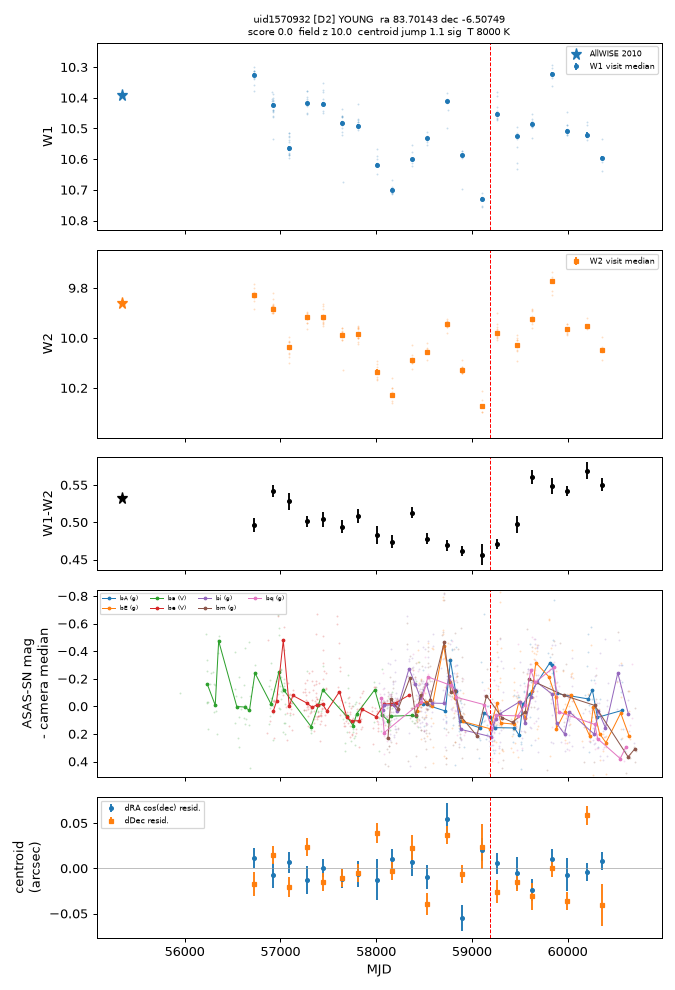 uid1570932 [D2] YOUNG  ra 83.70143 dec -6.50749
score 0.0  field z 10.0  centroid jump 1.1 sig  T 8000 K
AllWISE 2010
W1 visit median
10.3
10.4
10.5
10.6
10.7
10.8
W1
W2 visit median
9.8
10.0
10.2
W2
0.55
0.50
0.45
W1-W2
bA (g)
bE (g)
ba (V)
be (V)
bi (g)
bm (g)
bq (g)
−0.8
−0.6
−0.4
−0.2
0.0
0.2
0.4
ASAS-SN mag
- camera median
dRA cos(dec) resid.
dDec resid.
0.05
0.00
−0.05
centroid
(arcsec)
56000
57000
58000
59000
60000
MJD